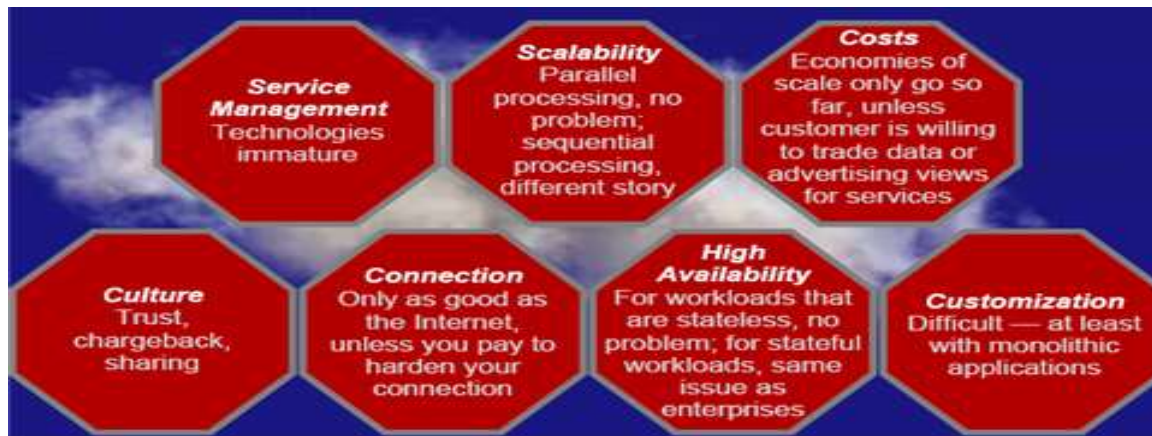 Service
Management
Technologies
immature
Scalability
Parallel
processing, no
problem;
sequential
processing,
different story
Costs
Economies of
scale only go so
far, unless
customer is willing
to trade data or
advertising views
for services
Culture
Trust,
chargeback,
sharing
Connection
Only as good as
the Internet,
unless you pay to
harden your
connection
High
Availability
For workloads that
are stateless, no
problem; for stateful
workloads, same
issue as
enterprises
Customization
Difficult — at least
with monolithic
applications